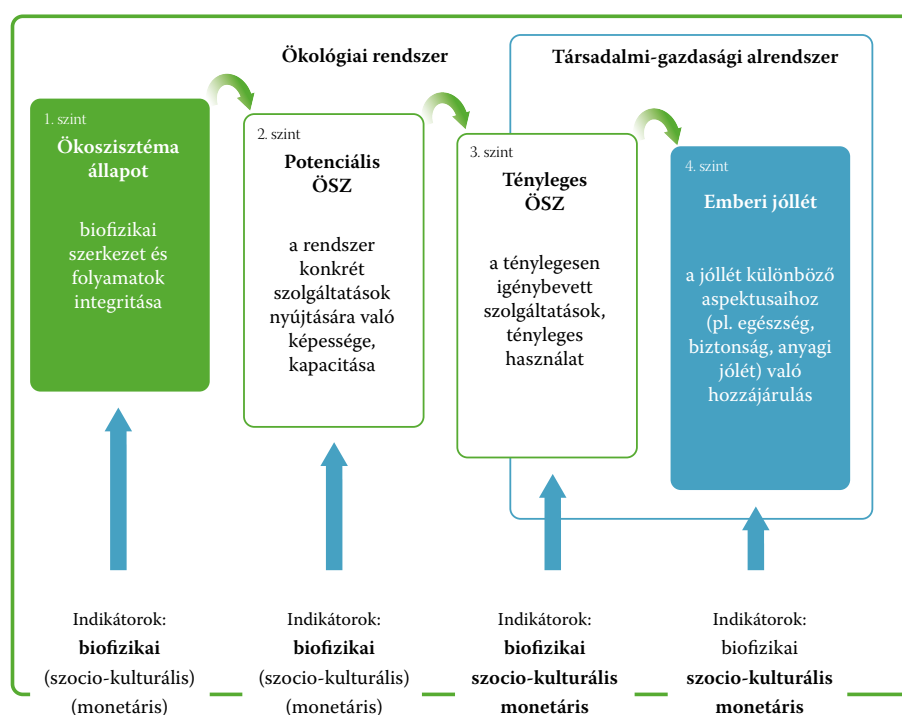 Ökológiai rendszer
Társadalmi-gazdasági alrendszer
1. szint
Ökoszisztéma
állapot
biofizikai
szerkezet és
folyamatok
integritása
2. szint
Potenciális
ÖSZ
a rendszer
konkrét
szolgáltatások
nyújtására való
képessége,
kapacitása
3. szint
Tényleges
ÖSZ
a ténylegesen
igénybevett
szolgáltatások,
tényleges
használat
4. szint
Emberi jóllét
a jóllét különböző
aspektusaihoz
(pl. egészség,
biztonság, anyagi
jólét) való
hozzájárulás
Indikátorok:
biofizikai
(szocio-kulturális)
(monetáris)
Indikátorok:
biofizikai
(szocio-kulturális)
(monetáris)
Indikátorok:
biofizikai
szocio-kulturális
monetáris
Indikátorok:
biofizikai
szocio-kulturális
monetáris